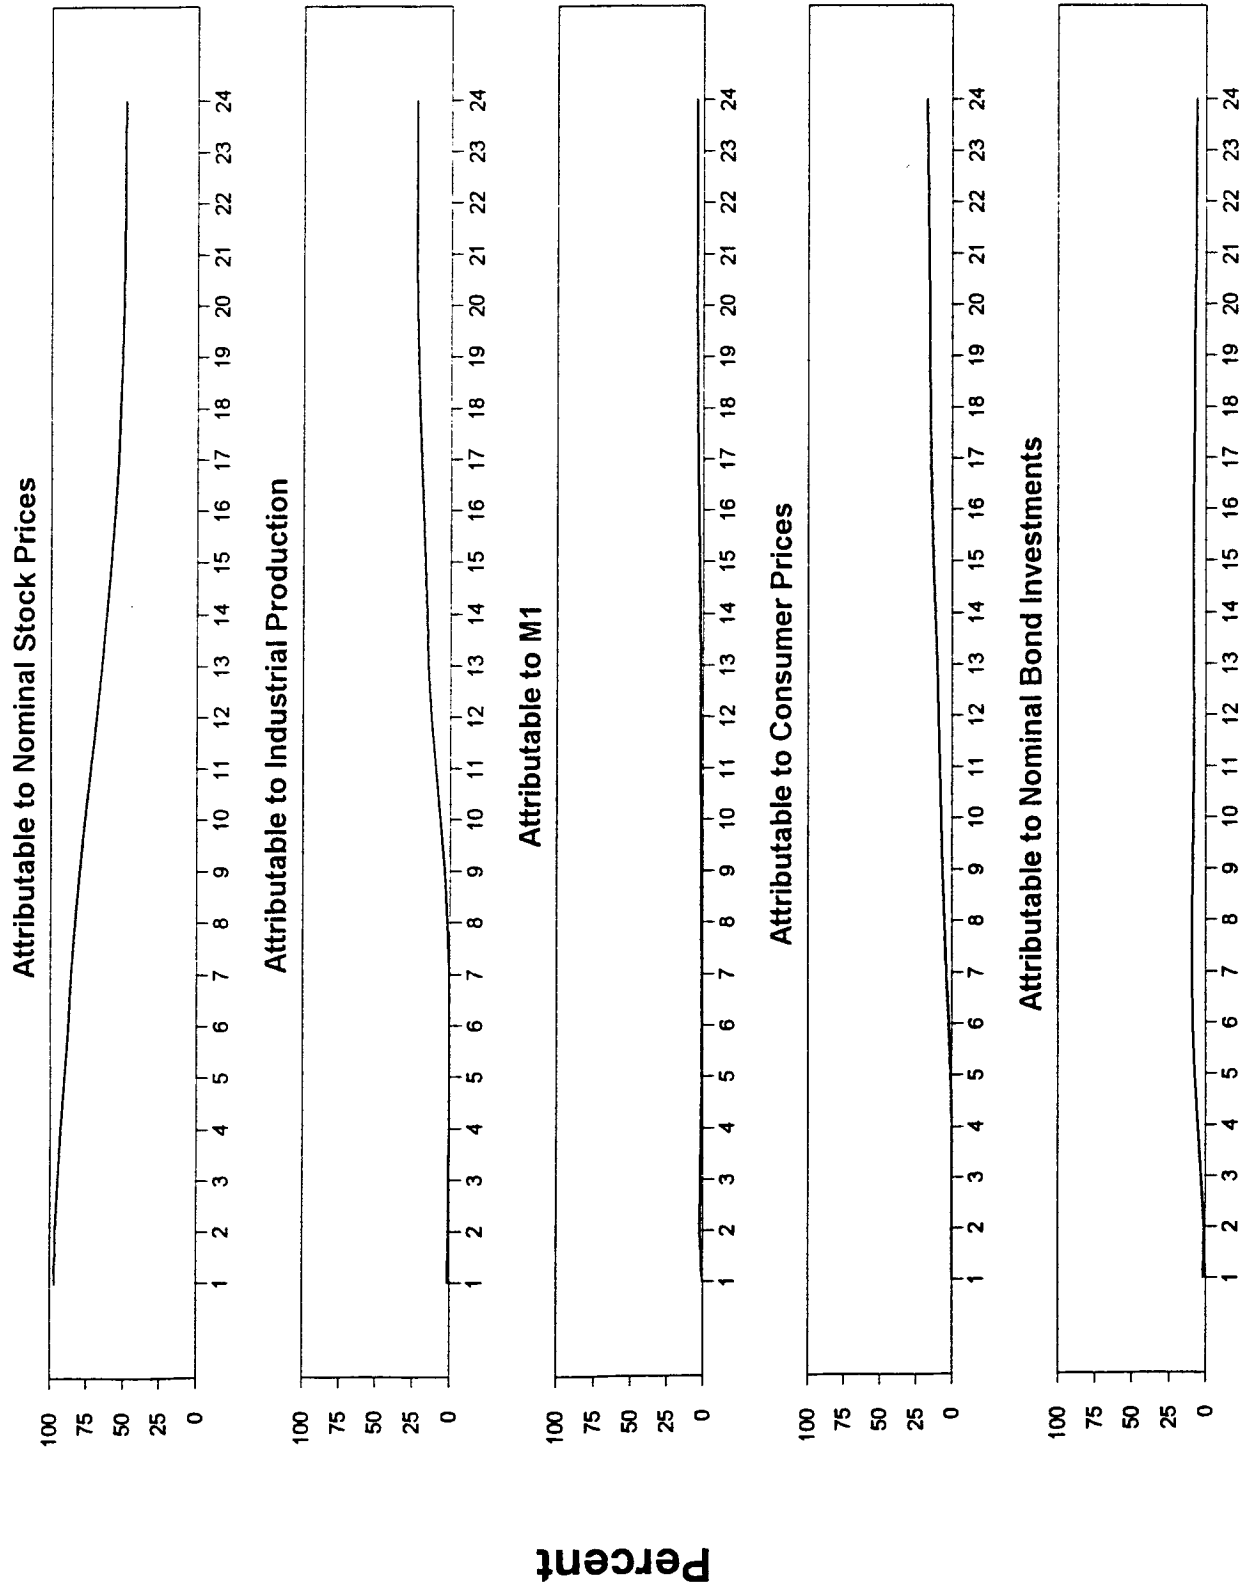 Percent
Attributable to Nominal Stock Prices
100
75
50
25
0
1 2 3 4 5 6 7 8 9 10 11 12 13 14 15 16 17 18 19 20 21 22 23 24
Attributable to Industrial Production
100
75
50
25
0
1 2 3 4 5 6 7 8 9 10 11 12 13 14 15 16 17 18 19 20 21 22 23 24
Attributable to M1
100
75
50
25
0
1 2 3 4 5 6 7 8 9 10 11 12 13 14 15 16 17 18 19 20 21 22 23 24
Attributable to Consumer Prices
100
75
50
25
0
1 2 3 4 5 6 7 8 9 10 11 12 13 14 15 16 17 18 19 20 21 22 23 24
Attributable to Nominal Bond Investments
100
75
50
25
0
1 2 3 4 5 6 7 8 9 10 11 12 13 14 15 16 17 18 19 20 21 22 23 24